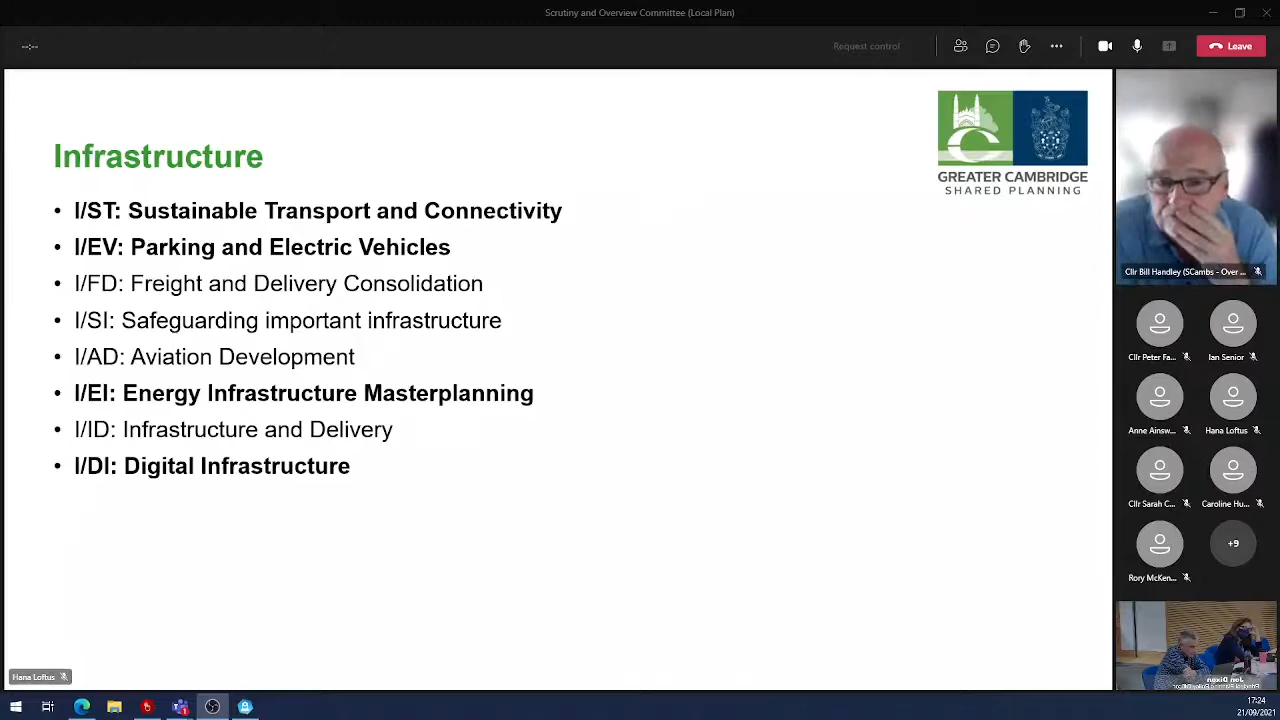 Scrutiny and Overview Committee (Local Plan)
--:--
Request control
Leave
GREATER CAMBRIDGE
SHARED PLANNING
Infrastructure
• I/ST: Sustainable Transport and Connectivity
• I/EV: Parking and Electric Vehicles
• I/FD: Freight and Delivery Consolidation
• I/SI: Safeguarding important infrastructure
• I/AD: Aviation Development
• I/EI: Energy Infrastructure Masterplanning
• I/ID: Infrastructure and Delivery
• I/DI: Digital Infrastructure
Cllr Bill Handley (SCambs - Over ...
Cllr Peter Fa...
Ian Senior
Anne Ainsw...
Hana Loftus
Cllr Sarah C...
Caroline Hu...
Rory McKen...
+9
Jon Dixon
Hana Loftus
17:24
21/09/2021